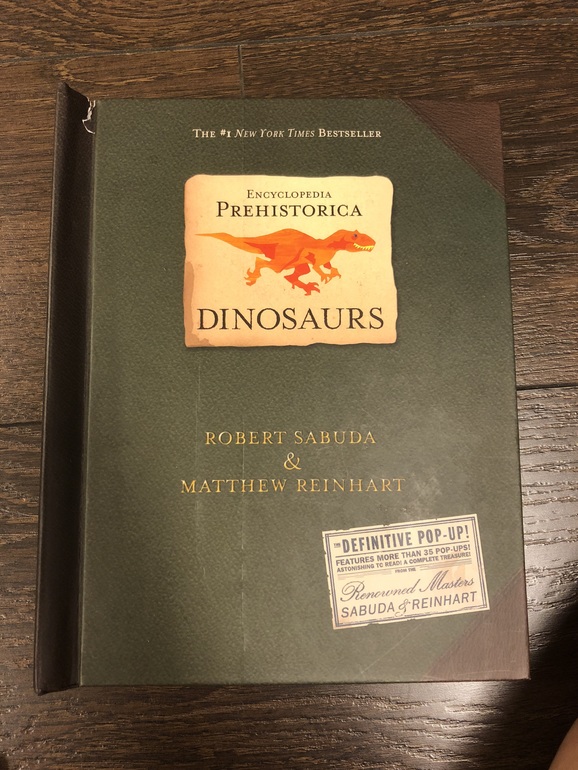 THE #1 NEW YORK TIMES BESTSELLER
ENCYCLOPEDIA
PREHISTORICA
DINOSAURS
ROBERT SABUDA
&
MATTHEW REINHART
THE DEFINITIVE POP-UP!
FEATURES MORE THAN 35 POP-UPS!
ASTONISHING TO READ! A COMPLETE TREASURE!
FROM THE
Renowned Masters
SABUDA & REINHART